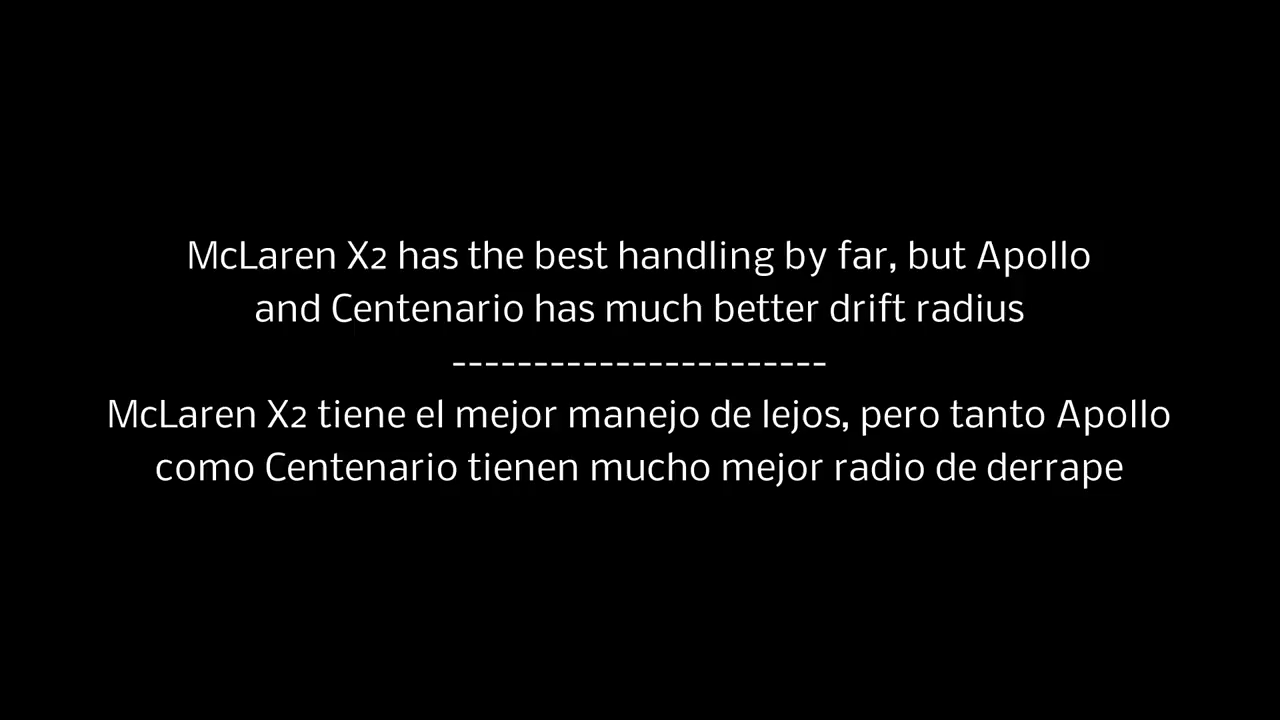 McLaren X2 has the best handling by far, but Apollo
and Centenario has much better drift radius
-----------------------
McLaren X2 tiene el mejor manejo de lejos, pero tanto Apollo
como Centenario tienen mucho mejor radio de derrape